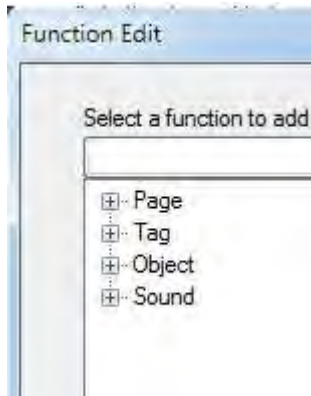 Function Edit
Select a function to add
Page
Tag
Object
Sound